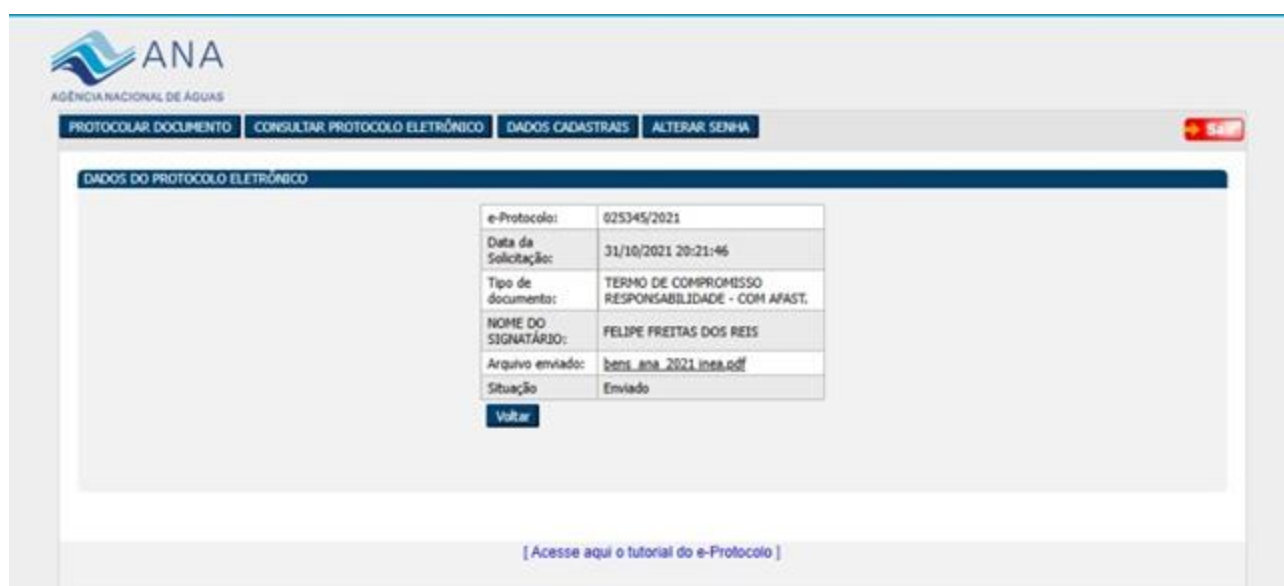 ANA
AGÊNCIA NACIONAL DE ÁGUAS
PROTOCOLAR DOCUMENTO CONSULTAR PROTOCOLO ELETRÔNICO DADOS CADASTRAIS ALTERAR SENHA Sair
DADOS DO PROTOCOLO ELETRÔNICO
e-Protocolo: 025345/2021
Data da
Solicitação: 31/10/2021 20:21:46
Tipo de
documento: TERMO DE COMPROMISSO
RESPONSABILIDADE - COM AFAST.
NOME DO
SIGNATÁRIO: FELIPE FREITAS DOS REIS
Arquivo enviado: bens_ana_2021 inea.pdf
Situação Enviado
Voltar
[ Acesse aqui o tutorial do e-Protocolo ]